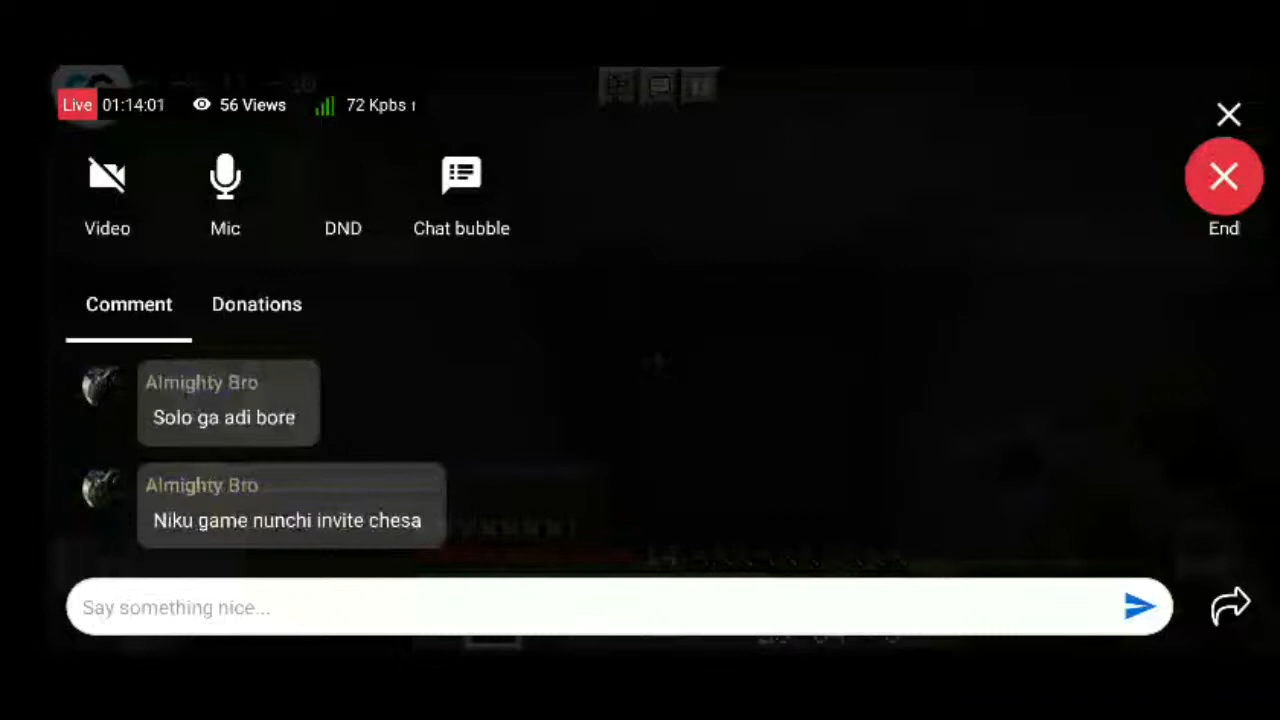 Live 01:14:01 56 Views 72 Kpbs
Video Mic DND Chat bubble End
Comment Donations
Almighty Bro
Solo ga adi bore
Almighty Bro
Niku game nunchi invite chesa
Say something nice...